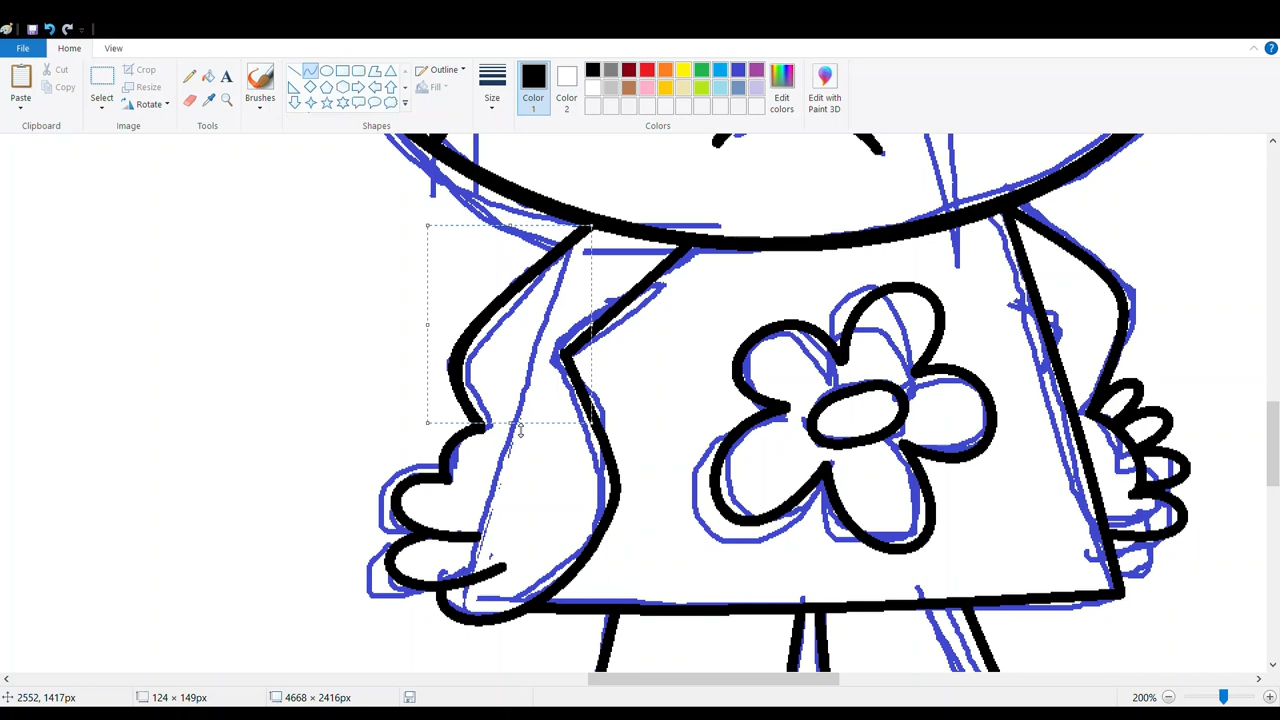 File Home View
Paste
Cut
Copy
Clipboard
Select
Crop
Resize
Rotate
Image
A
Tools
Brushes
Outline
Fill
Shapes
Size
Color
1
Color
2
Edit
colors
Edit with
Paint 3D
Colors
?
2552, 1417px
124 × 149px
4668 × 2416px
200%